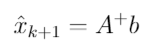 x̂ₖ₊₁ = A⁺b